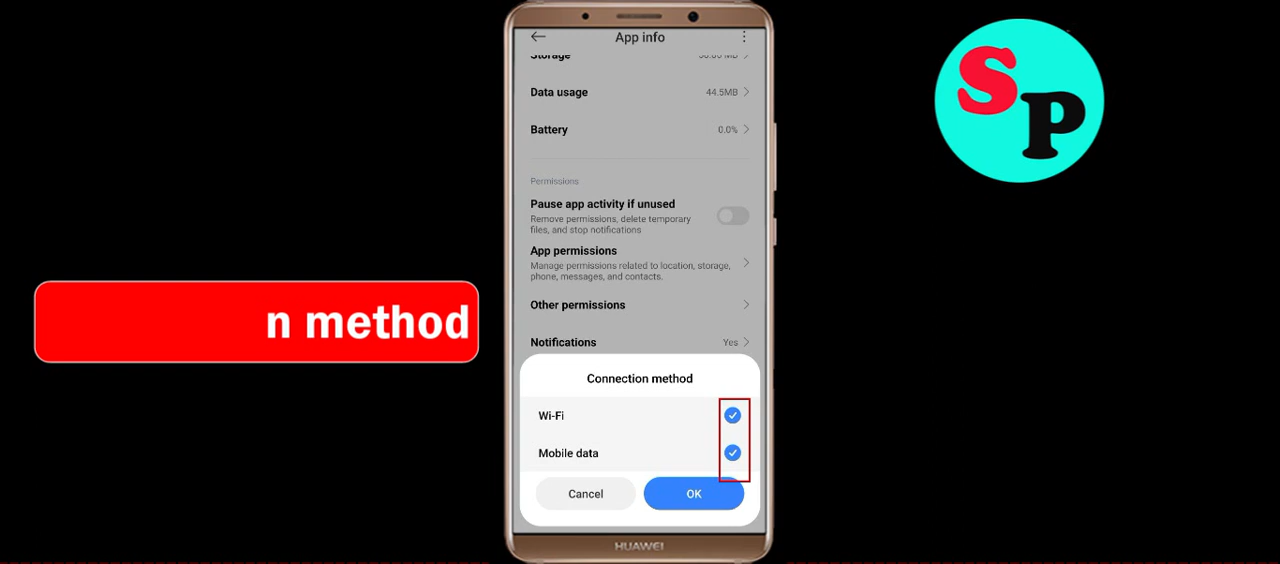 App info
Storage
Data usage 44.5MB
Battery 0.0%
Permissions
Pause app activity if unused
Remove permissions, delete temporary
files, and stop notifications
App permissions
Manage permissions related to location, storage,
phone, messages, and contacts.
Other permissions
Notifications Yes
Connection method
Wi-Fi
Mobile data
Cancel OK
HUAWEI
n method
SP